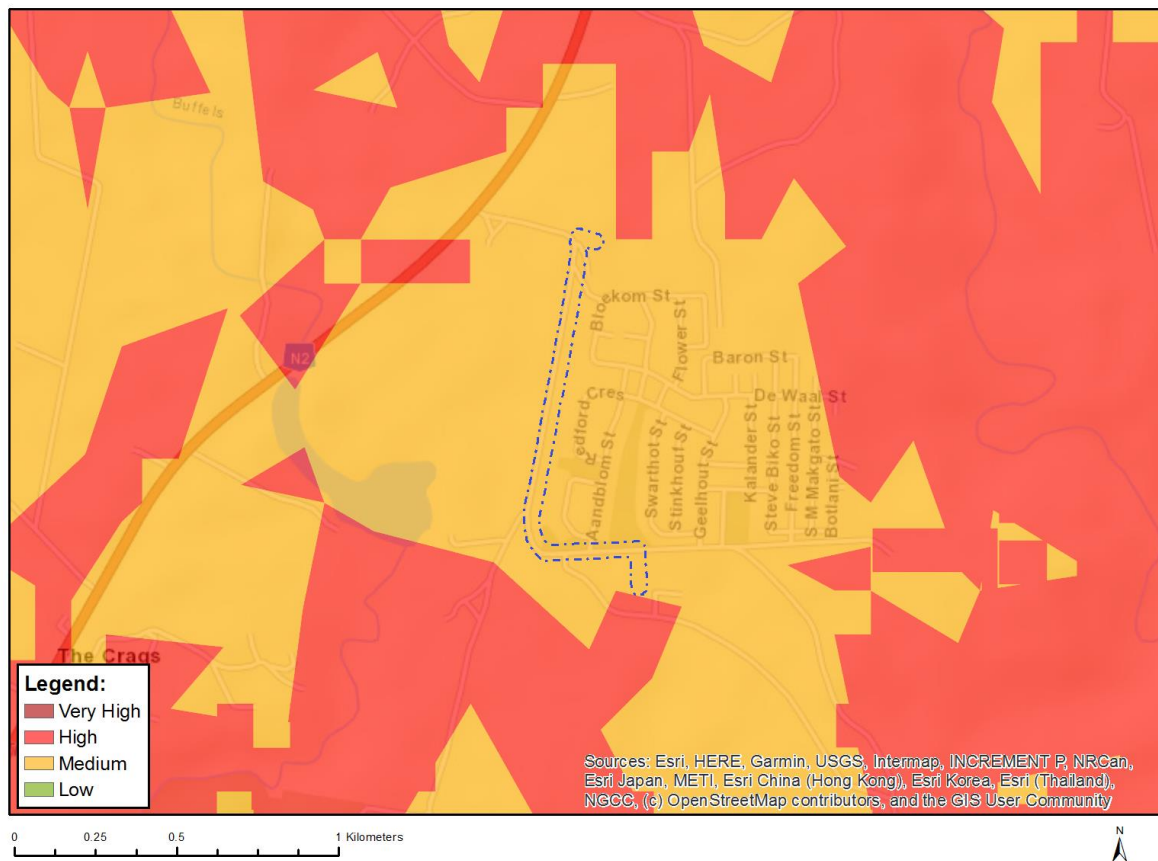 Buffels
Bloekom St
Flower St
N2
Baron St
Redford Cres
De Waal St
Aandblom St
Swarthot St
Stinkhout St
Geelhout St
Kalander St
Steve Biko St
Freedom St
S M Makgato St
Botlani St
The Crags
Legend:
Very High
High
Medium
Low
Sources: Esri, HERE, Garmin, USGS, Intermap, INCREMENT P, NRCan,
Esri Japan, METI, Esri China (Hong Kong), Esri Korea, Esri (Thailand),
NGCC, (c) OpenStreetMap contributors, and the GIS User Community
0 0.25 0.5 1 Kilometers
N